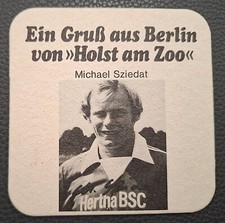 Ein Gruß aus Berlin
von »Holst am Zoo«
Michael Sziedat
Hertha BSC